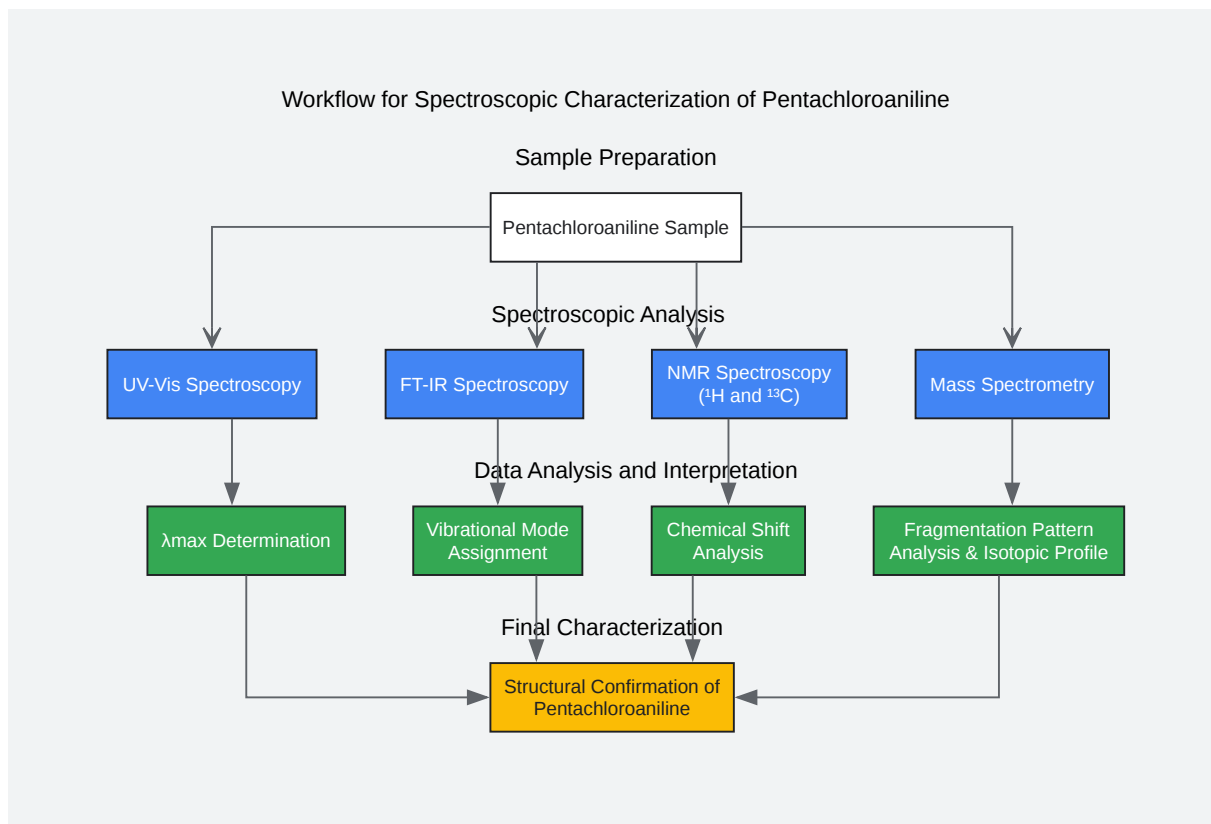 Workflow for Spectroscopic Characterization of Pentachloroaniline
Sample Preparation
Pentachloroaniline Sample
Spectroscopic Analysis
UV-Vis Spectroscopy
FT-IR Spectroscopy
NMR Spectroscopy
(¹H and ¹³C)
Mass Spectrometry
Data Analysis and Interpretation
λmax Determination
Vibrational Mode
Assignment
Chemical Shift
Analysis
Fragmentation Pattern
Analysis & Isotopic Profile
Final Characterization
Structural Confirmation of
Pentachloroaniline